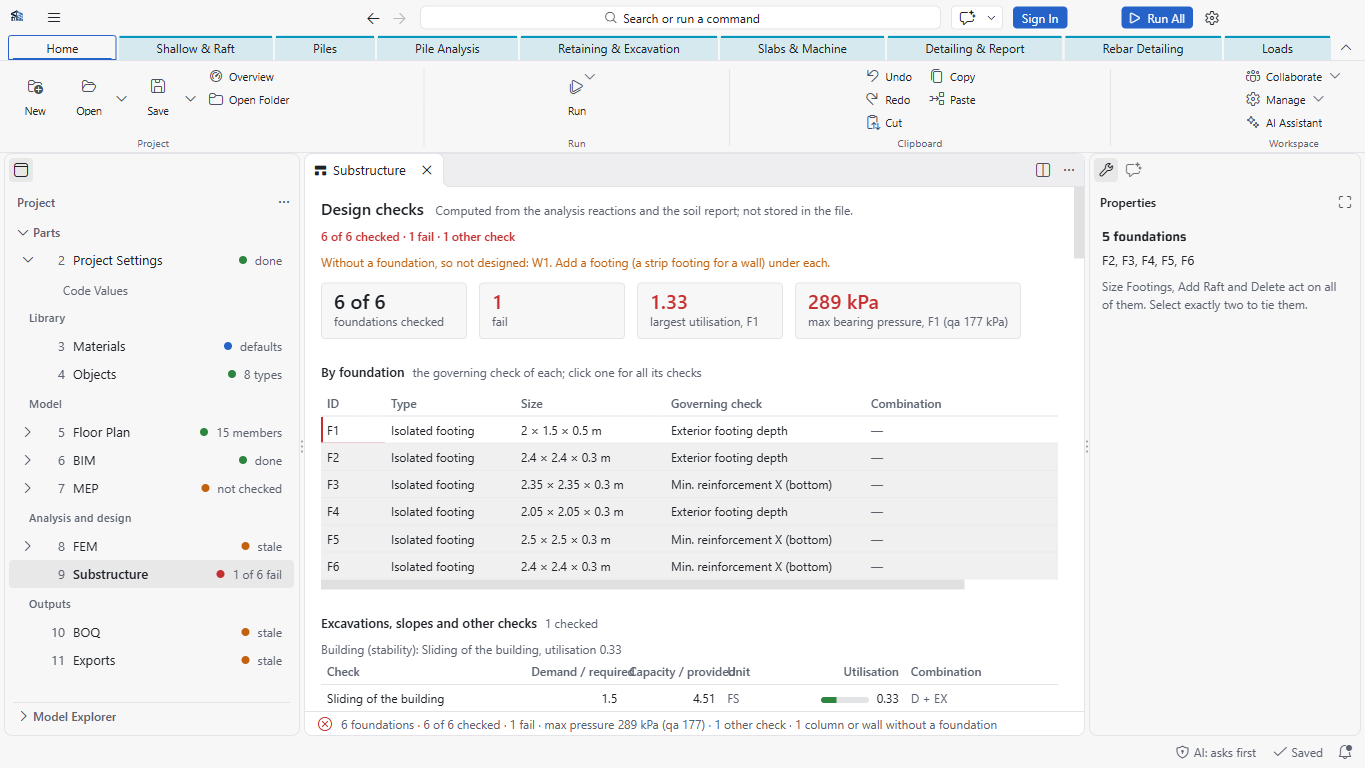 Search or run a command
Sign In
Run All
Home
Shallow & Raft
Piles
Pile Analysis
Retaining & Excavation
Slabs & Machine
Detailing & Report
Rebar Detailing
Loads
New
Open
Save
Overview
Open Folder
Project
Run
Run
Undo
Redo
Cut
Copy
Paste
Clipboard
Collaborate
Manage
AI Assistant
Workspace
Project
Parts
2 Project Settings done
Code Values
Library
3 Materials defaults
4 Objects 8 types
Model
5 Floor Plan 15 members
6 BIM done
7 MEP not checked
Analysis and design
8 FEM stale
9 Substructure 1 of 6 fail
Outputs
10 BOQ stale
11 Exports stale
Model Explorer
Substructure
Design checks Computed from the analysis reactions and the soil report; not stored in the file.
6 of 6 checked · 1 fail · 1 other check
Without a foundation, so not designed: W1. Add a footing (a strip footing for a wall) under each.
6 of 6
foundations checked
1
fail
1.33
largest utilisation, F1
289 kPa
max bearing pressure, F1 (qa 177 kPa)
By foundation the governing check of each; click one for all its checks
ID Type Size Governing check Combination
F1 Isolated footing 2 × 1.5 × 0.5 m Exterior footing depth —
F2 Isolated footing 2.4 × 2.4 × 0.3 m Exterior footing depth —
F3 Isolated footing 2.35 × 2.35 × 0.3 m Min. reinforcement X (bottom) —
F4 Isolated footing 2.05 × 2.05 × 0.3 m Exterior footing depth —
F5 Isolated footing 2.5 × 2.5 × 0.3 m Min. reinforcement X (bottom) —
F6 Isolated footing 2.4 × 2.4 × 0.3 m Min. reinforcement X (bottom) —
Excavations, slopes and other checks 1 checked
Building (stability): Sliding of the building, utilisation 0.33
Check Demand / required Capacity / provided Unit Utilisation Combination
Sliding of the building 1.5 4.51 FS 0.33 D + EX
6 foundations · 6 of 6 checked · 1 fail · max pressure 289 kPa (qa 177) · 1 other check · 1 column or wall without a foundation
Properties
5 foundations
F2, F3, F4, F5, F6
Size Footings, Add Raft and Delete act on all
of them. Select exactly two to tie them.
AI: asks first
Saved